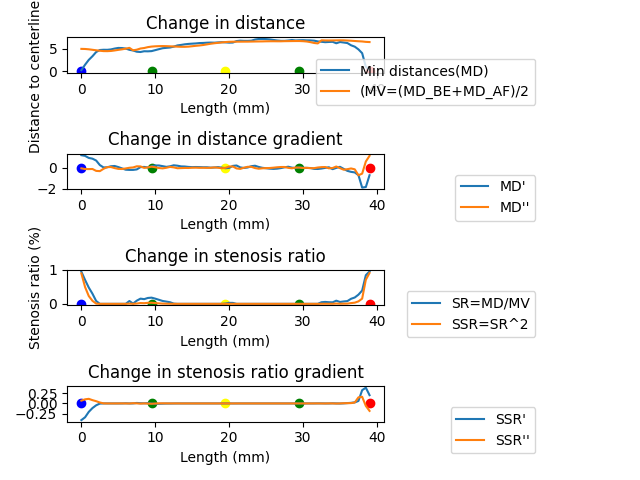 Change in distance
Distance to centerline
5
0
0
10
20
30
Length (mm)
Min distances(MD)
(MV=(MD_BE+MD_AF)/2
Change in distance gradient
0
−2
0
10
20
30
40
Length (mm)
MD'
MD''
Change in stenosis ratio
Stenosis ratio (%)
1
0
0
10
20
30
40
Length (mm)
SR=MD/MV
SSR=SR^2
Change in stenosis ratio gradient
0.25
0.00
−0.25
0
10
20
30
40
Length (mm)
SSR'
SSR''